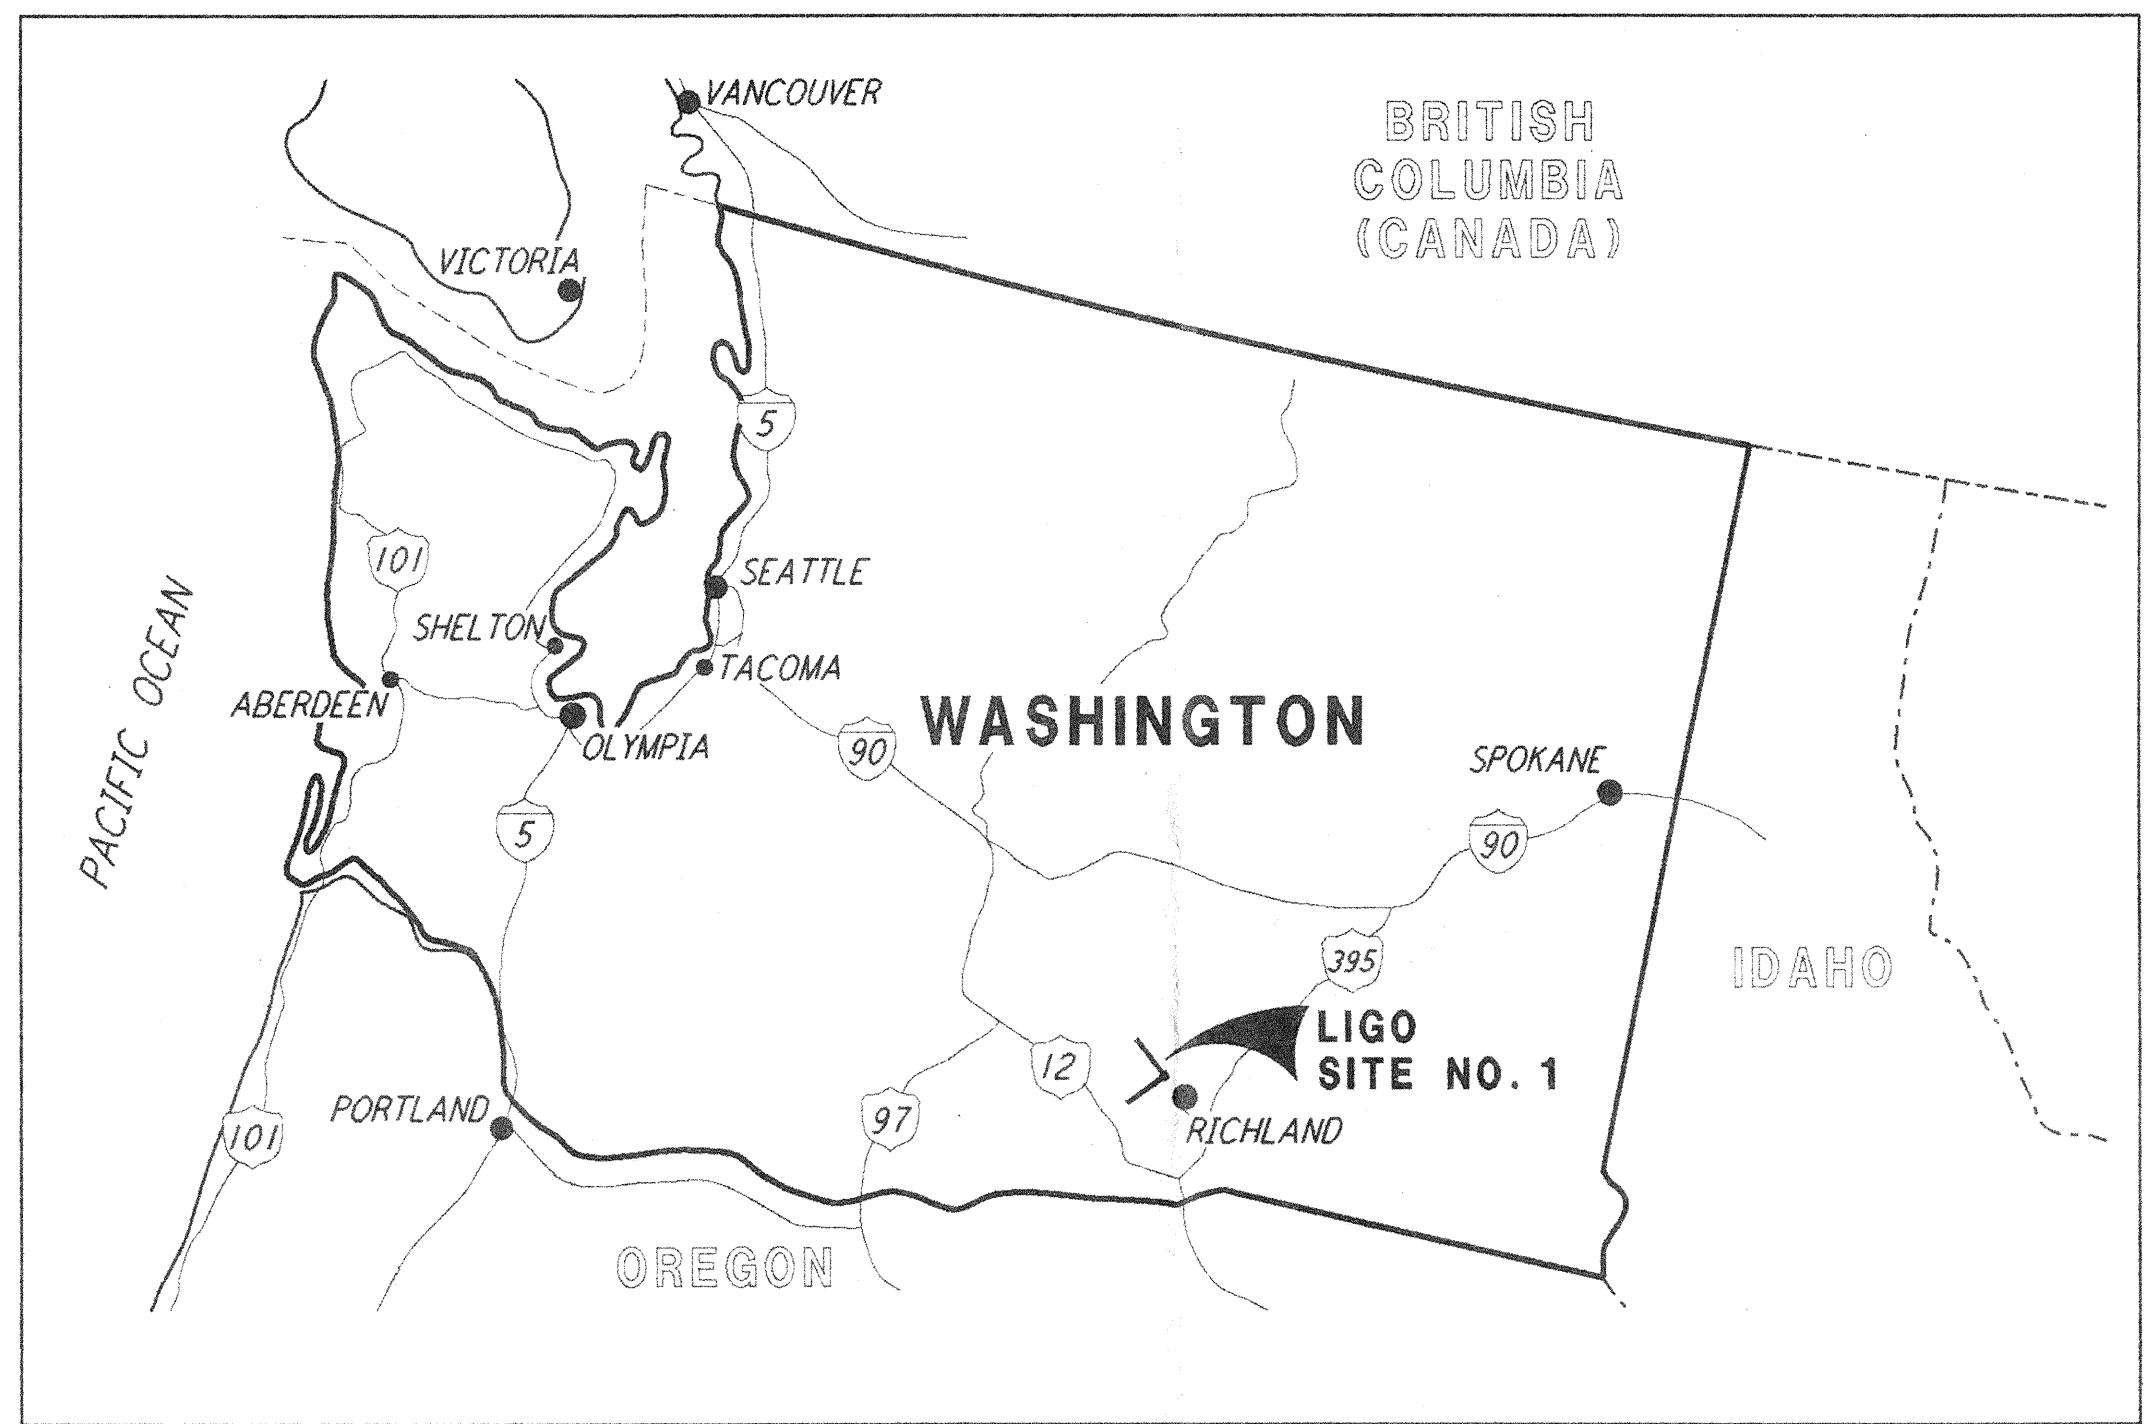 VANCOUVER
BRITISH
COLUMBIA
(CANADA)
VICTORIA
5
101
SEATTLE
SHELTON
TACOMA
ABERDEEN
PACIFIC OCEAN
OLYMPIA
90
WASHINGTON
SPOKANE
5
90
395
IDAHO
LIGO
SITE NO. 1
12
97
PORTLAND
101
RICHLAND
OREGON